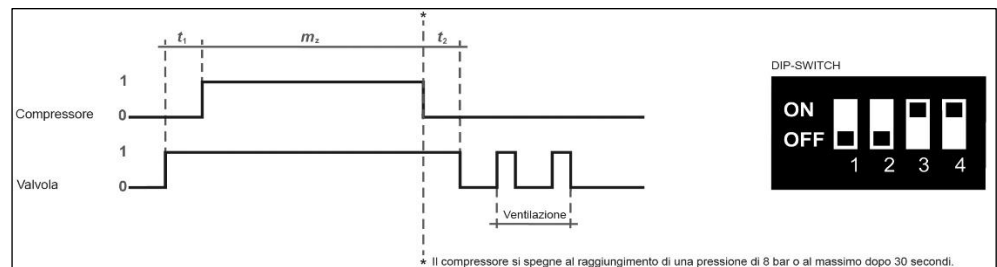 *
t₁ m_z t₂
DIP-SWITCH
1
Compressore 0
1
Valvola 0
ON
OFF
1 2 3 4
Ventilazione
* Il compressore si spegne al raggiungimento di una pressione di 8 bar o al massimo dopo 30 secondi.